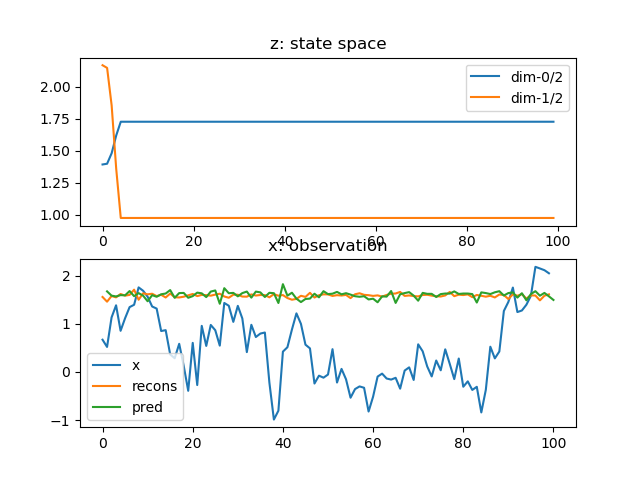 z: state space
2.00
1.75
1.50
1.25
1.00
dim-0/2
dim-1/2
0 20 40 60 80 100
x: observation
2
1
0
−1
x
recons
pred
0 20 40 60 80 100